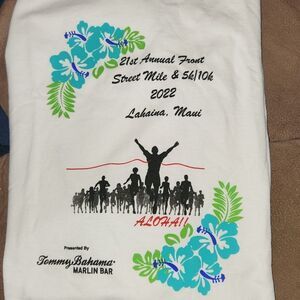 21st Annual Front
Street Mile & 5k/10k
2022
Lahaina, Maui
ALOHA!!
Presented By
Tommy Bahama
MARLIN BAR